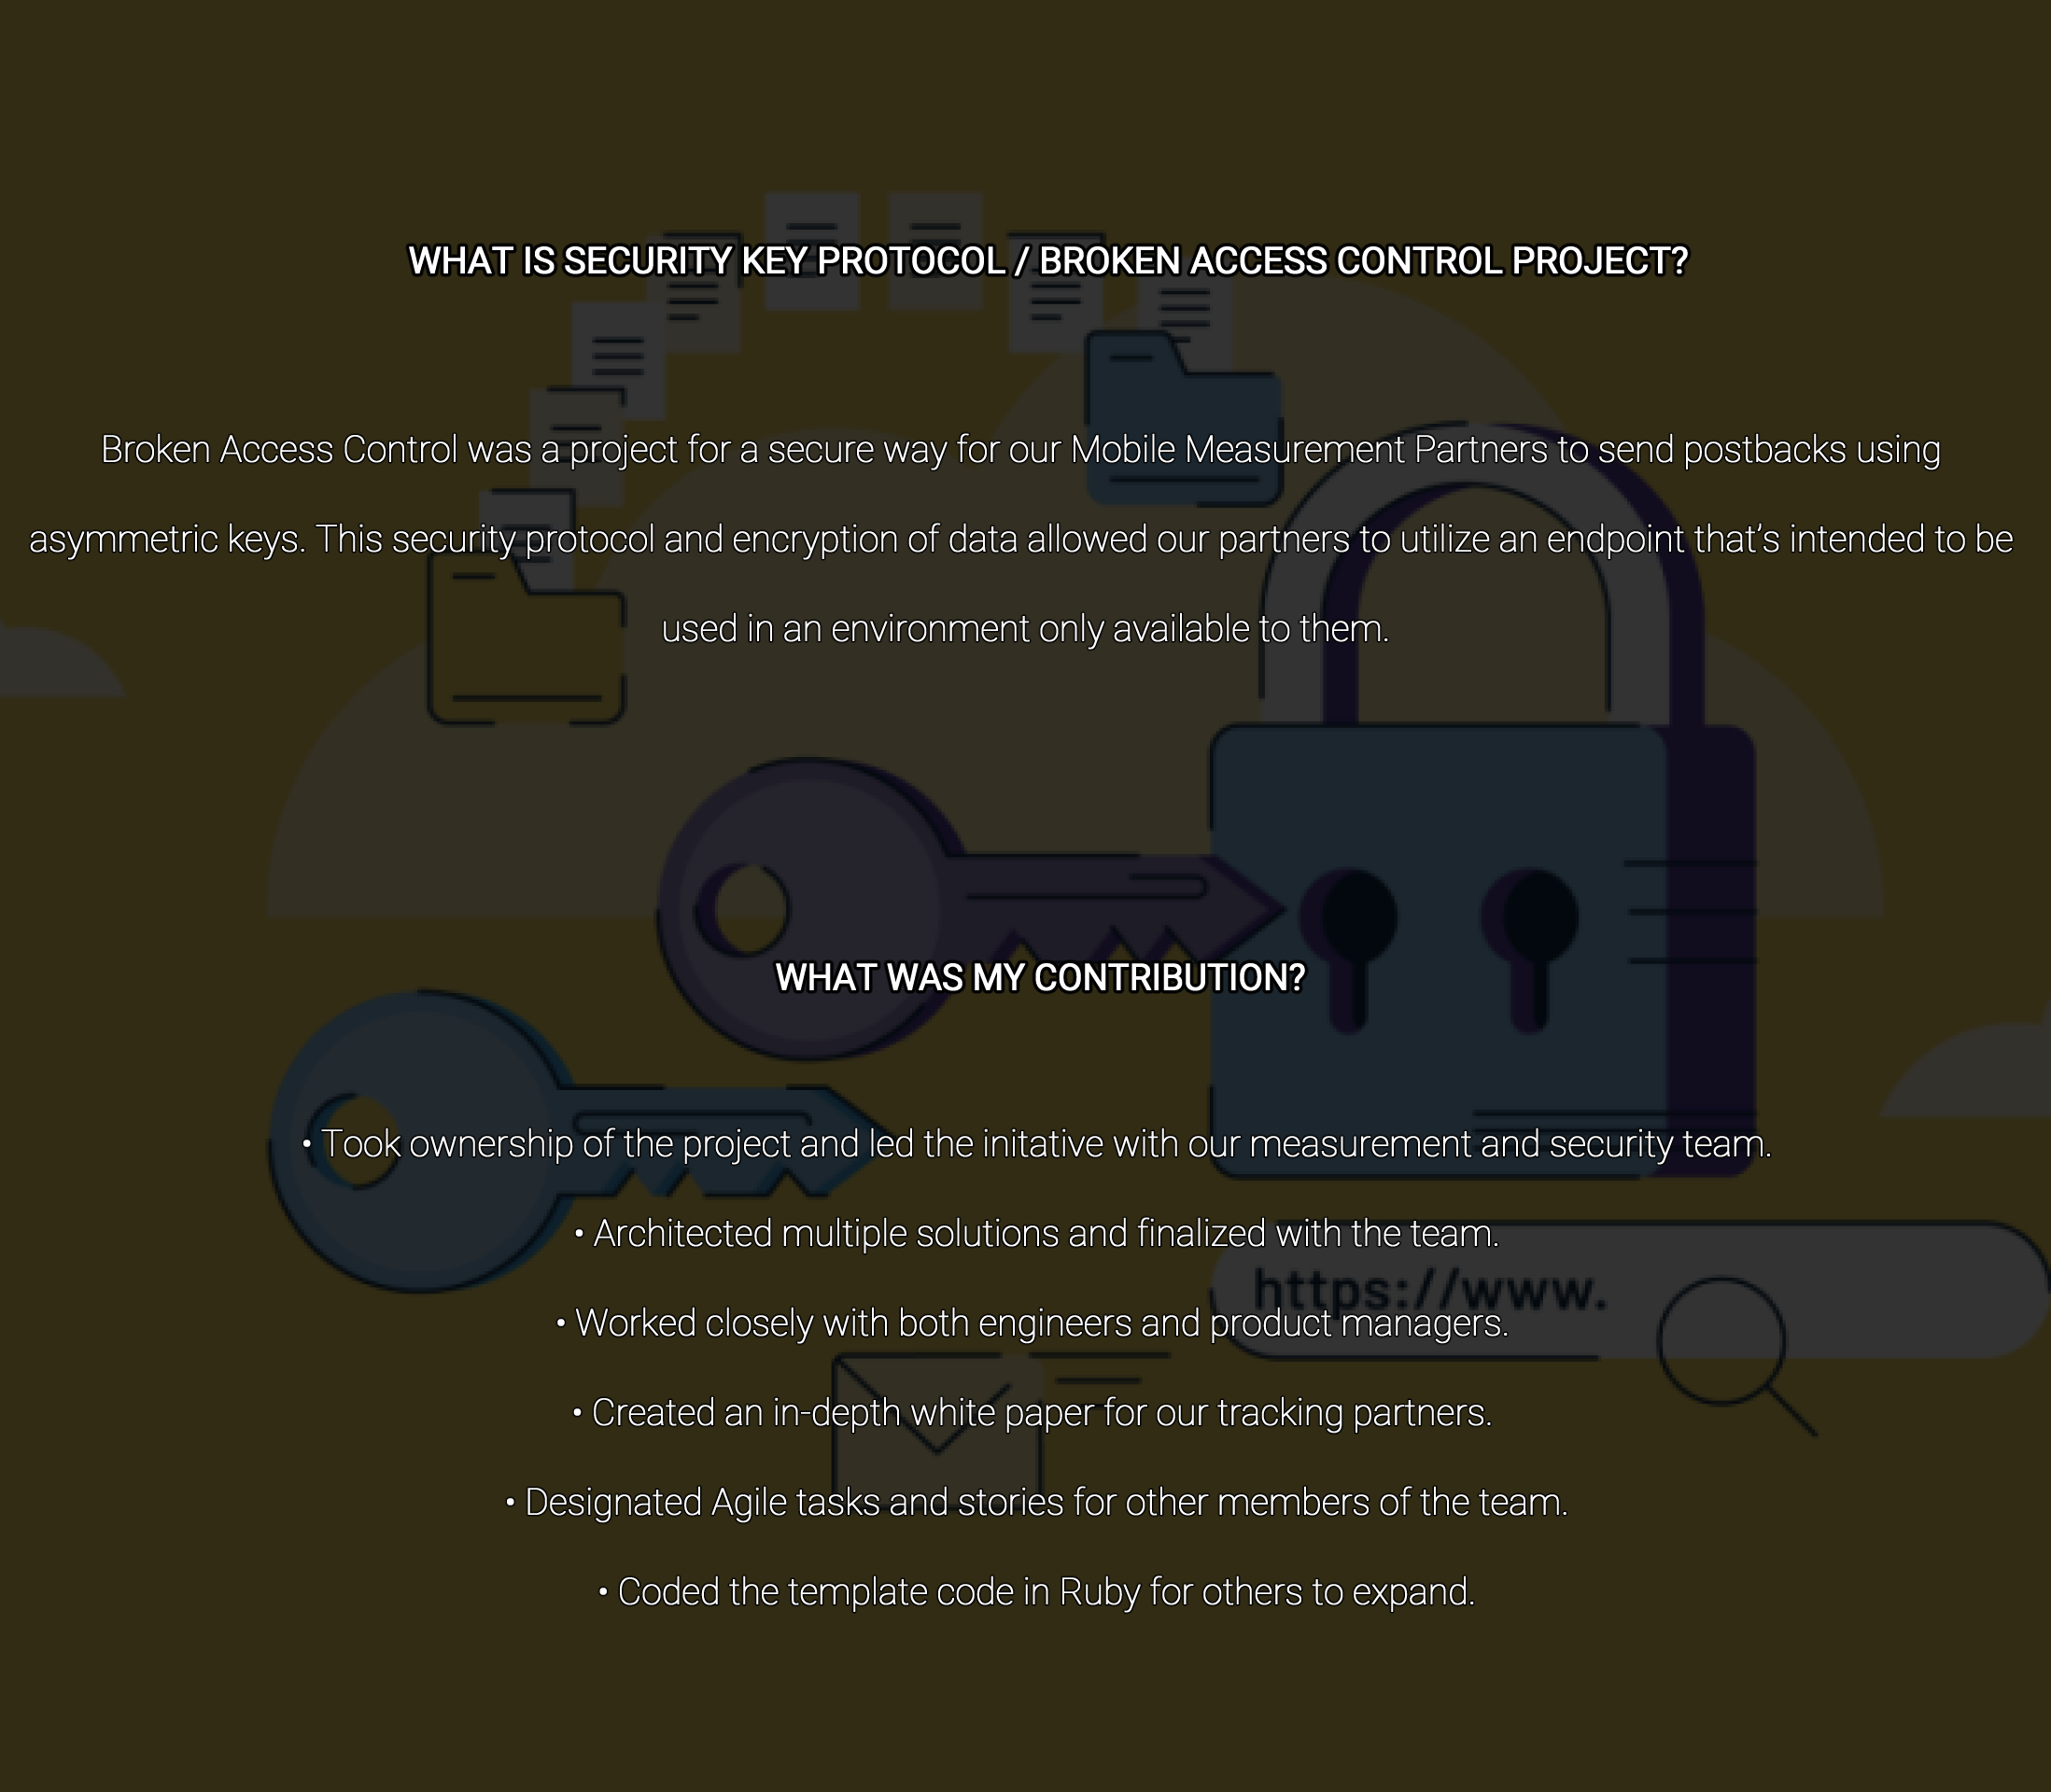 WHAT IS SECURITY KEY PROTOCOL / BROKEN ACCESS CONTROL PROJECT?
Broken Access Control was a project for a secure way for our Mobile Measurement Partners to send postbacks using
asymmetric keys. This security protocol and encryption of data allowed our partners to utilize an endpoint that’s intended to be
used in an environment only available to them.
WHAT WAS MY CONTRIBUTION?
• Took ownership of the project and led the initative with our measurement and security team.
• Architected multiple solutions and finalized with the team.
https://www.
• Worked closely with both engineers and product managers.
• Created an in-depth white paper for our tracking partners.
• Designated Agile tasks and stories for other members of the team.
• Coded the template code in Ruby for others to expand.